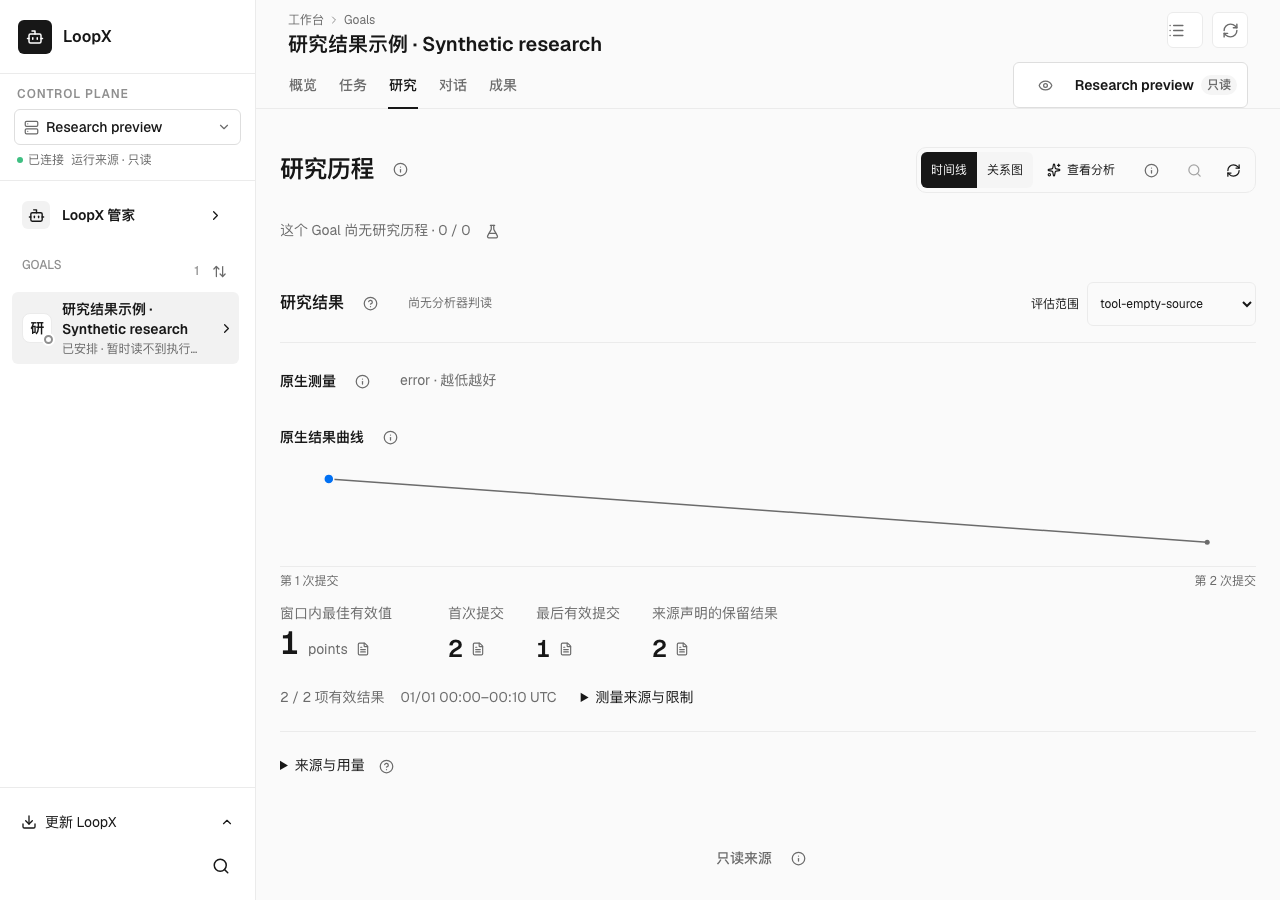 LoopX
CONTROL PLANE
Research preview
已连接 运行来源 · 只读
LoopX 管家
GOALS
1
研
研究结果示例 ·
Synthetic research
已安排 · 暂时读不到执行…
更新 LoopX
工作台 > Goals
研究结果示例 · Synthetic research
概览 任务 研究 对话 成果
Research preview 只读
研究历程
时间线 关系图 查看分析
这个 Goal 尚无研究历程 · 0 / 0
研究结果 尚无分析器判读
评估范围 tool-empty-source
原生测量 error · 越低越好
原生结果曲线
第 1 次提交 第 2 次提交
窗口内最佳有效值 首次提交 最后有效提交 来源声明的保留结果
1 points 2 1 2
2 / 2 项有效结果 01/01 00:00–00:10 UTC 测量来源与限制
来源与用量
只读来源